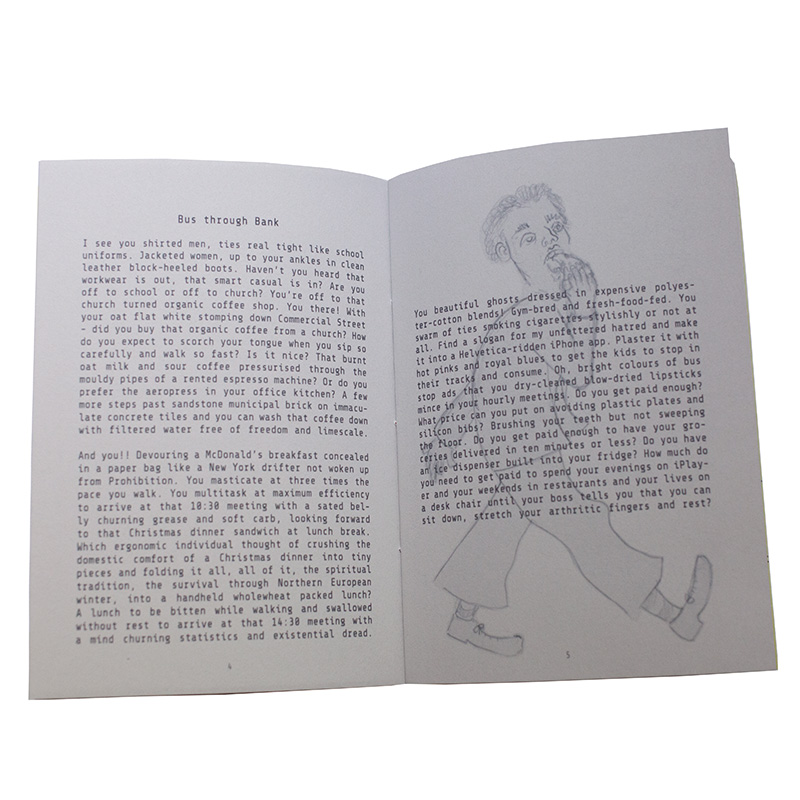 Bus through Bank
I see you shirted men, ties real tight like school
uniforms. Jacketed women, up to your ankles in clean
leather block-heeled boots. Haven't you heard that
workwear is out, that smart casual is in? Are you
off to school or off to church? You're off to that
church turned organic coffee shop. You there! With
your oat flat white stomping down Commercial Street
- did you buy that organic coffee from a church? How
do you expect to scorch your tongue when you sip so
carefully and walk so fast? Is it nice? That burnt
oat milk and sour coffee pressurised through the
mouldy pipes of a rented espresso machine? Or do you
prefer the aeropress in your office kitchen? A few
more steps past sandstone municipal brick on immacu-
late concrete tiles and you can wash that coffee down
with filtered water free of freedom and limescale.
And you!! Devouring a McDonald's breakfast concealed
in a paper bag like a New York drifter not woken up
from Prohibition. You masticate at three times the
pace you walk. You multitask at maximum efficiency
to arrive at that 10:30 meeting with a sated bel-
ly churning grease and soft carb, looking forward
to that Christmas dinner sandwich at lunch break.
Which ergonomic individual thought of crushing the
domestic comfort of a Christmas dinner into tiny
pieces and folding it all, all of it, the spiritual
tradition, the survival through Northern European
winter, into a handheld wholewheat packed lunch?
A lunch to be bitten while walking and swallowed
without rest to arrive at that 14:30 meeting with
a mind churning statistics and existential dread.
4
You beautiful ghosts dressed in expensive polyes-
ter-cotton blends! Gym-bred and fresh-food-fed. You
swarm of ties smoking cigarettes stylishly or not at
all. Find a slogan for my unfettered hatred and make
it into a Helvetica-ridden iPhone app. Plaster it with
hot pinks and royal blues to get the kids to stop in
their tracks and consume. Oh, bright colours of bus
stop ads that you dry-cleaned blow-dried lipsticks
mince in your hourly meetings. Do you get paid enough?
What price can you put on avoiding plastic plates and
silicon bibs? Brushing your teeth but not sweeping
the floor. Do you get paid enough to have your gro-
ceries delivered in ten minutes or less? Do you have
an ice dispenser built into your fridge? How much do
you need to get paid to spend your evenings on iPlay-
er and your weekends in restaurants and your lives on
a desk chair until your boss tells you that you can
sit down, stretch your arthritic fingers and rest?
5